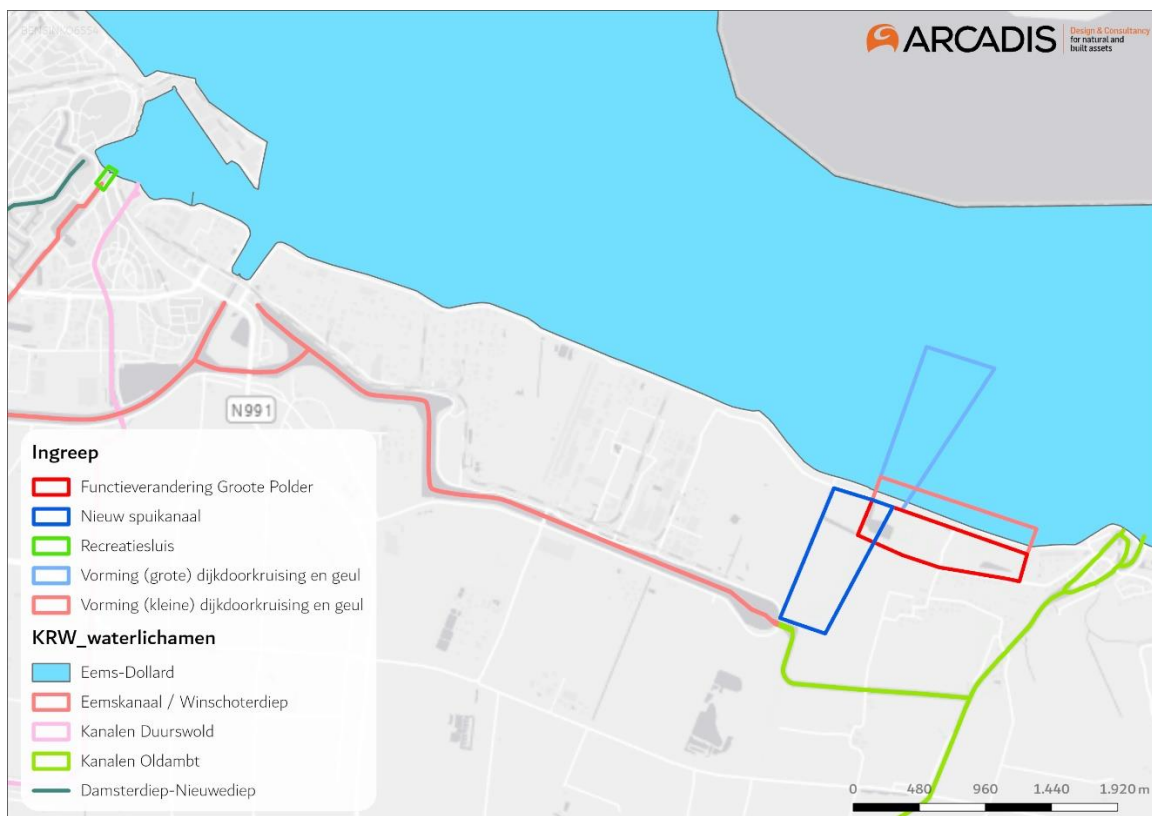 ARCADIS
Design & Consultancy
for natural and
built assets
N991
Ingreep
Functieverandering Groote Polder
Nieuw spuikanaal
Recreatiesluis
Vorming (grote) dijkdoorkruising en geul
Vorming (kleine) dijkdoorkruising en geul
KRW_waterlichamen
Eems-Dollard
Eemskanaal / Winschoterdiep
Kanalen Duurswold
Kanalen Oldambt
Damsterdiep-Nieuwediep
0 480 960 1.440 1.920 m